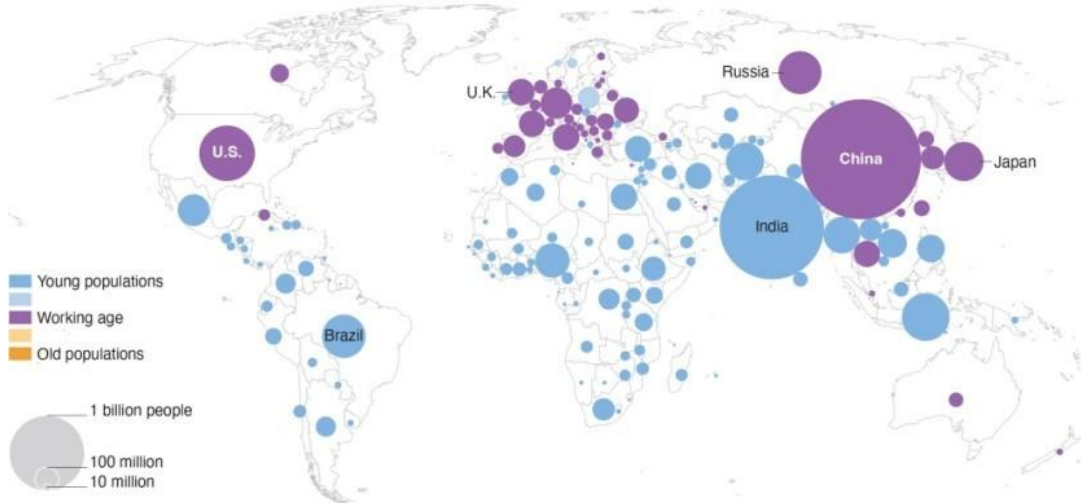 Russia
U.K.
U.S.
China
Japan
India
Young populations
Working age
Brazil
Old populations
1 billion people
100 million
10 million